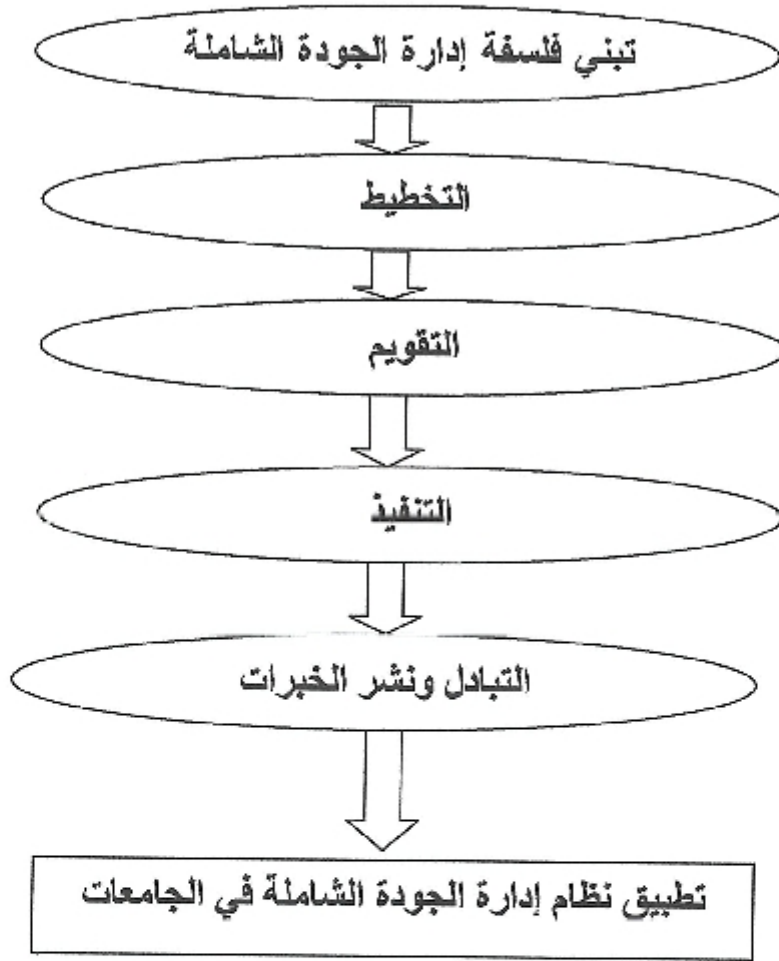 تبني فلسفة إدارة الجودة الشاملة
التخطيط
التقويم
التنفيذ
التبادل ونشر الخبرات
تطبيق نظام إدارة الجودة الشاملة في الجامعات